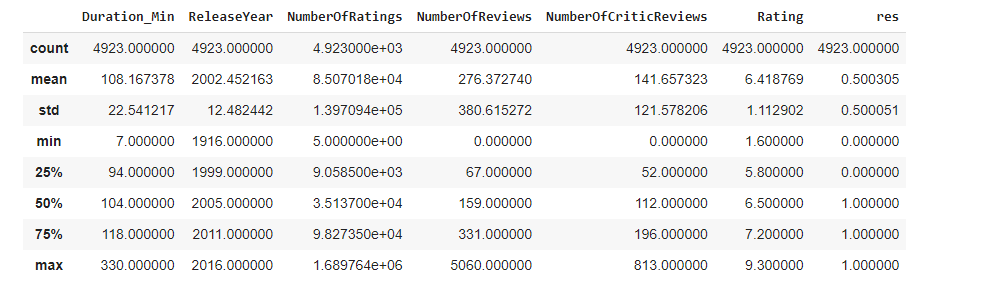 Duration_Min ReleaseYear NumberOfRatings NumberOfReviews NumberOfCriticReviews Rating res
count 4923.000000 4923.000000 4.923000e+03 4923.000000 4923.000000 4923.000000 4923.000000
mean 108.167378 2002.452163 8.507018e+04 276.372740 141.657323 6.418769 0.500305
std 22.541217 12.482442 1.397094e+05 380.615272 121.578206 1.112902 0.500051
min 7.000000 1916.000000 5.000000e+00 0.000000 0.000000 1.600000 0.000000
25% 94.000000 1999.000000 9.058500e+03 67.000000 52.000000 5.800000 0.000000
50% 104.000000 2005.000000 3.513700e+04 159.000000 112.000000 6.500000 1.000000
75% 118.000000 2011.000000 9.827350e+04 331.000000 196.000000 7.200000 1.000000
max 330.000000 2016.000000 1.689764e+06 5060.000000 813.000000 9.300000 1.000000